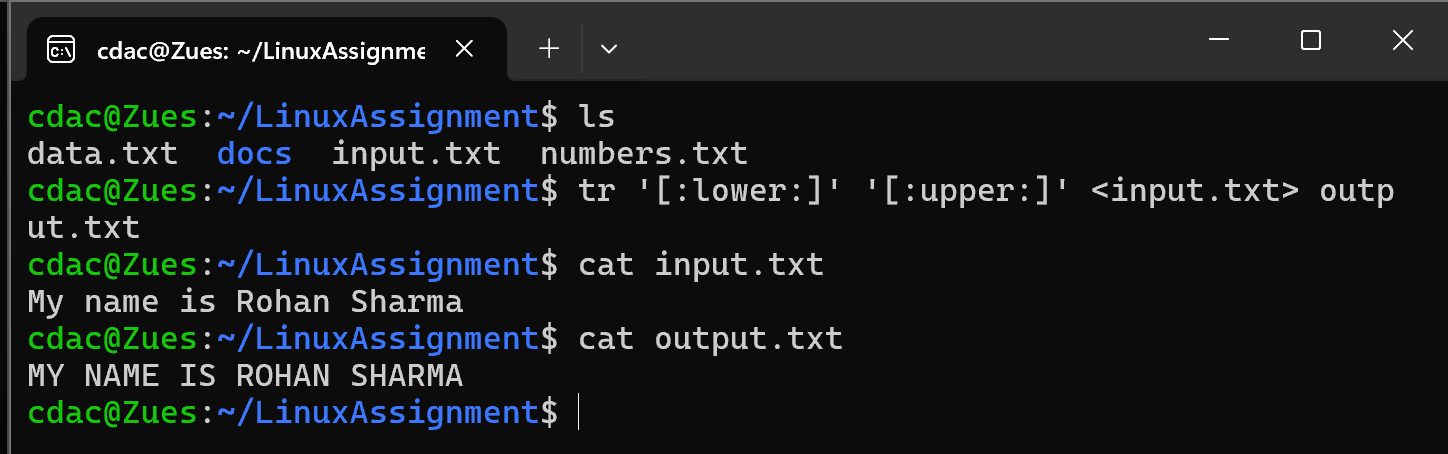 cdac@Zues: ~/LinuxAssignme
cdac@Zues:~/LinuxAssignment$ ls
data.txt  docs  input.txt  numbers.txt
cdac@Zues:~/LinuxAssignment$ tr '[:lower:]' '[:upper:]' <input.txt> outp
ut.txt
cdac@Zues:~/LinuxAssignment$ cat input.txt
My name is Rohan Sharma
cdac@Zues:~/LinuxAssignment$ cat output.txt
MY NAME IS ROHAN SHARMA
cdac@Zues:~/LinuxAssignment$